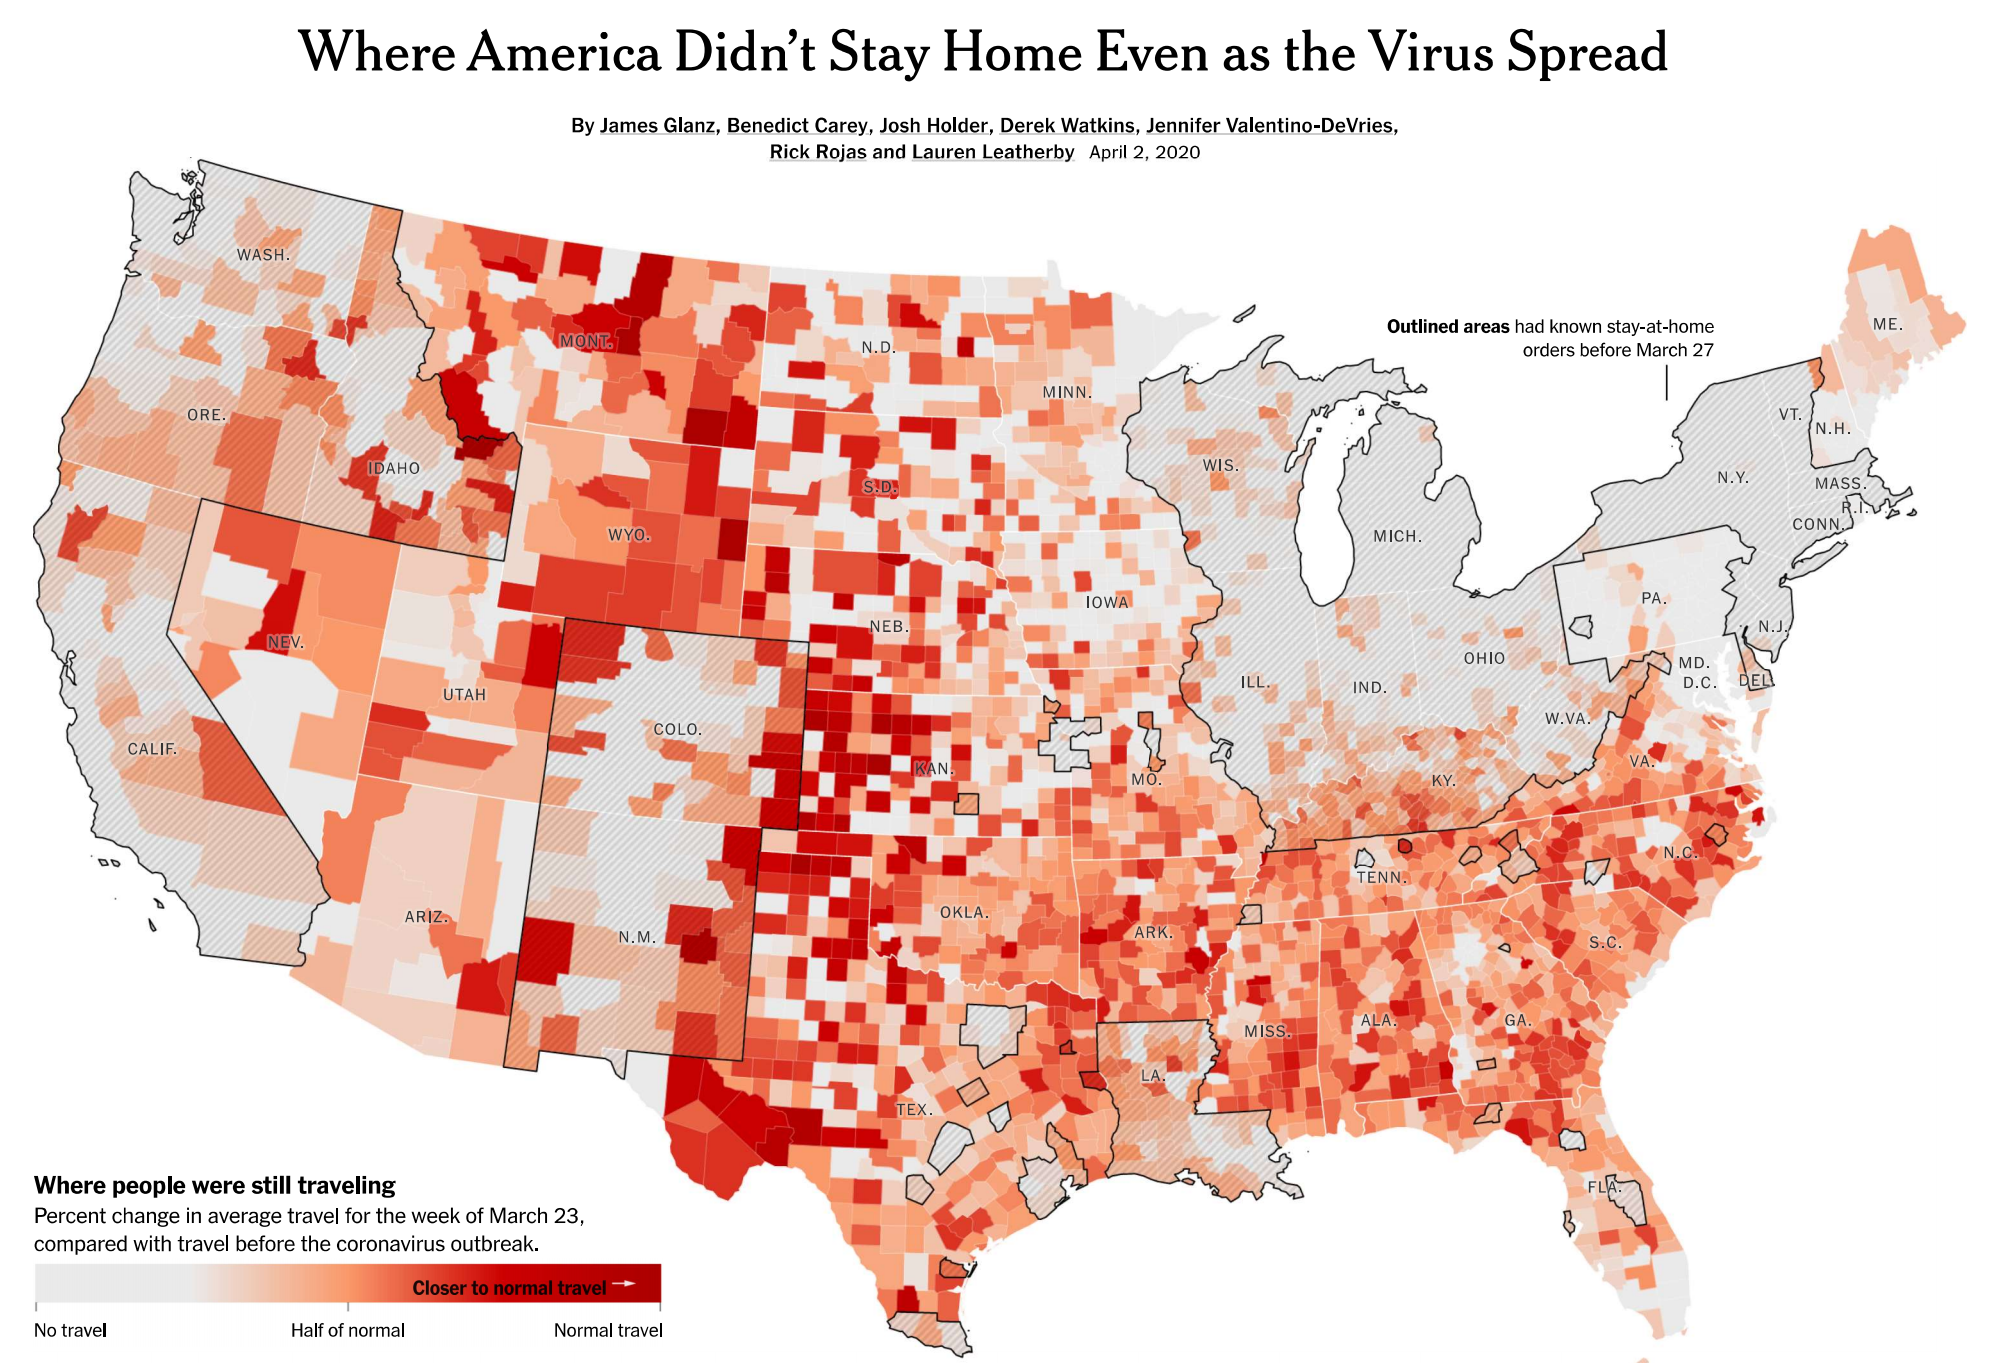 Where America Didn't Stay Home Even as the Virus Spread
By James Glanz, Benedict Carey, Josh Holder, Derek Watkins, Jennifer Valentino-DeVries,
Rick Rojas and Lauren Leatherby April 2, 2020
Outlined areas had known stay-at-home
orders before March 27
WASH.
MONT.
N.D.
MINN.
ME.
ORE.
IDAHO
S.D.
WIS.
VT.
N.H.
WYO.
MICH.
N.Y.
MASS.
R.I.
CONN.
NEV.
NEB.
IOWA
PA.
N.J.
UTAH
COLO.
ILL.
IND.
OHIO
MD.
D.C.
DEL.
CALIF.
KAN.
MO.
KY.
W.VA.
VA.
ARIZ.
N.M.
OKLA.
ARK.
TENN.
N.C.
S.C.
TEX.
LA.
MISS.
ALA.
GA.
FLA.
Where people were still traveling
Percent change in average travel for the week of March 23,
compared with travel before the coronavirus outbreak.
Closer to normal travel →
No travel
Half of normal
Normal travel